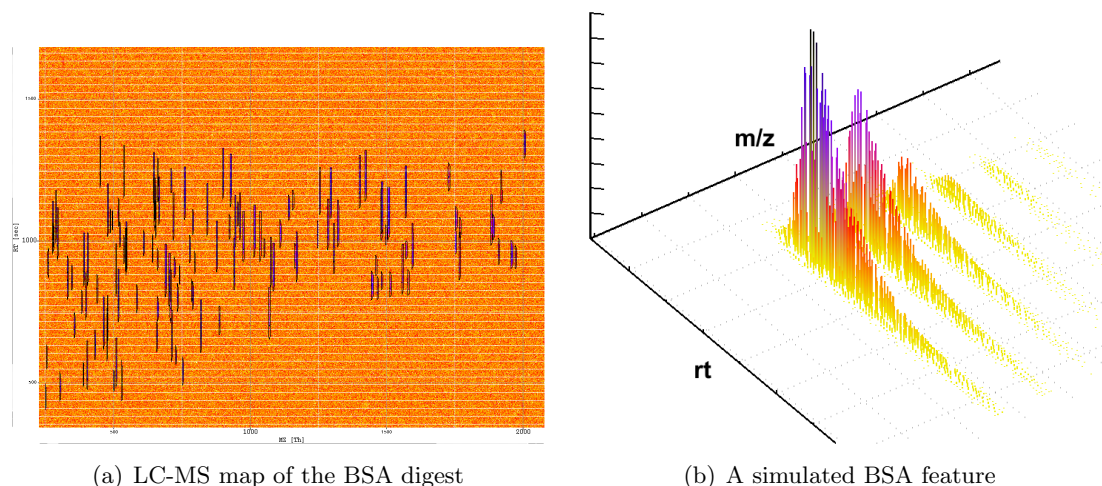 1500
1000
500
RT [sec]
500
1000
1500
2000
MZ [Th]
m/z
rt
(a) LC-MS map of the BSA digest
(b) A simulated BSA feature